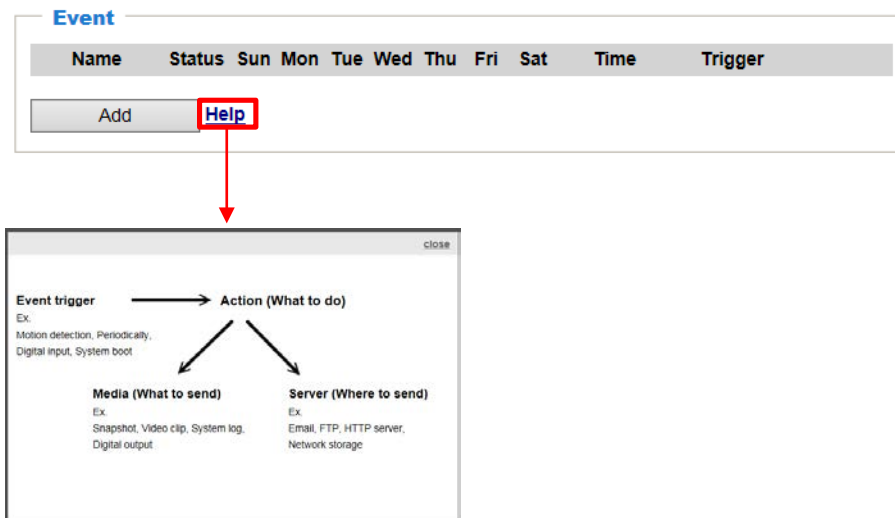 Event
Name Status Sun Mon Tue Wed Thu Fri Sat Time Trigger
Add Help
close
Event trigger Action (What to do)
Ex.
Motion detection, Periodically,
Digital input, System boot
Media (What to send) Server (Where to send)
Ex. Ex.
Snapshot, Video clip, System log, Email, FTP, HTTP server,
Digital output Network storage